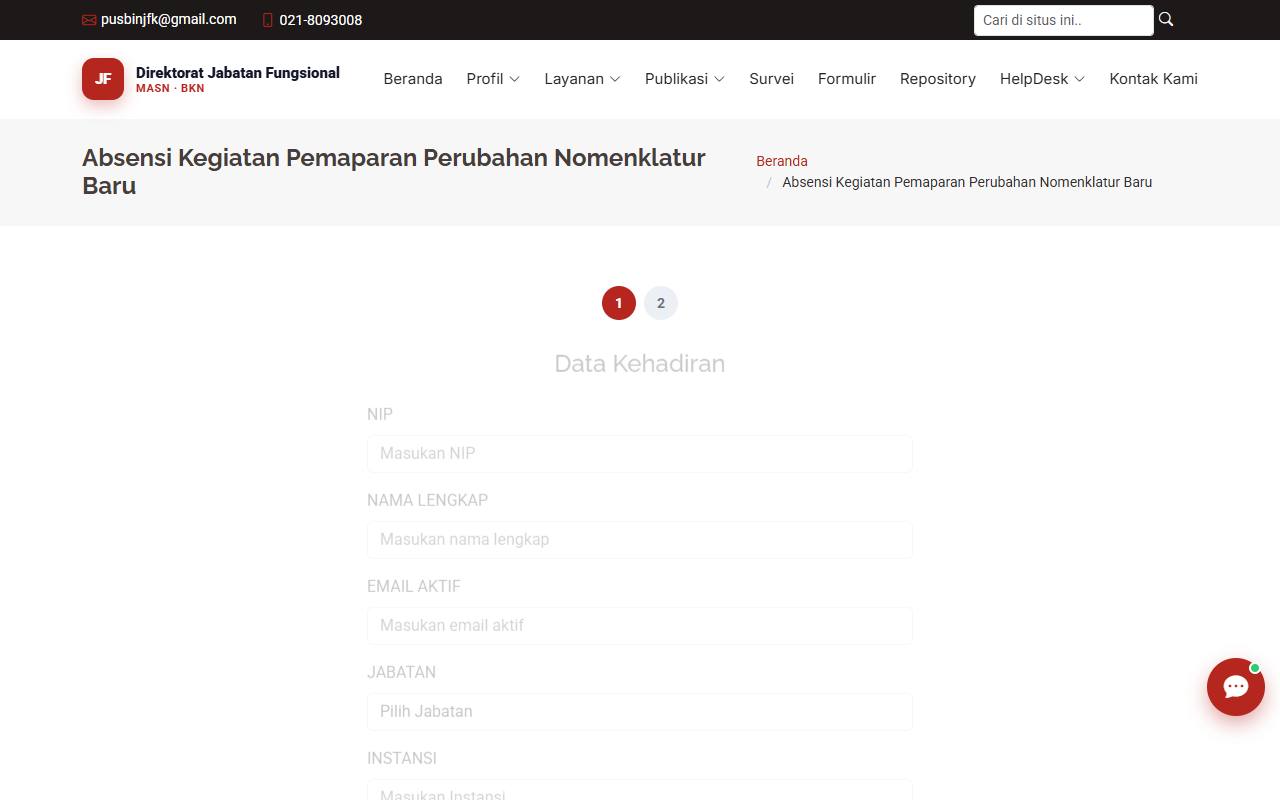 pusbinjfk@gmail.com 021-8093008 Cari di situs ini..
JF Direktorat Jabatan Fungsional
MASN · BKN
Beranda Profil Layanan Publikasi Survei Formulir Repository HelpDesk Kontak Kami
Absensi Kegiatan Pemaparan Perubahan Nomenklatur
Baru
Beranda
/ Absensi Kegiatan Pemaparan Perubahan Nomenklatur Baru
1 2
Data Kehadiran
NIP
Masukan NIP
NAMA LENGKAP
Masukan nama lengkap
EMAIL AKTIF
Masukan email aktif
JABATAN
Pilih Jabatan
INSTANSI
Masukan Instansi